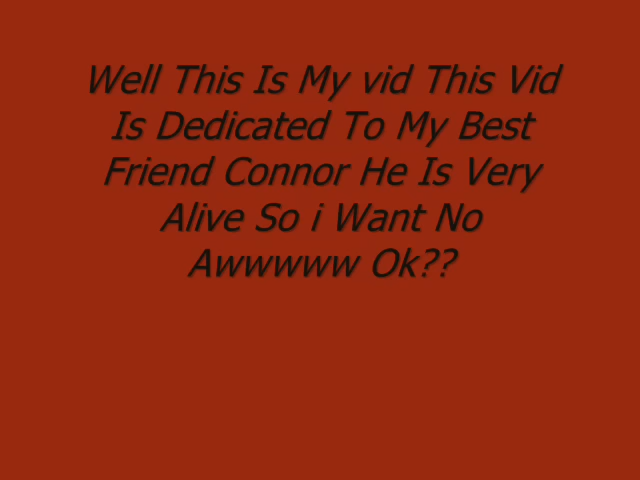 Well This Is My vid This Vid
Is Dedicated To My Best
Friend Connor He Is Very
Alive So i Want No
Awwwww Ok??